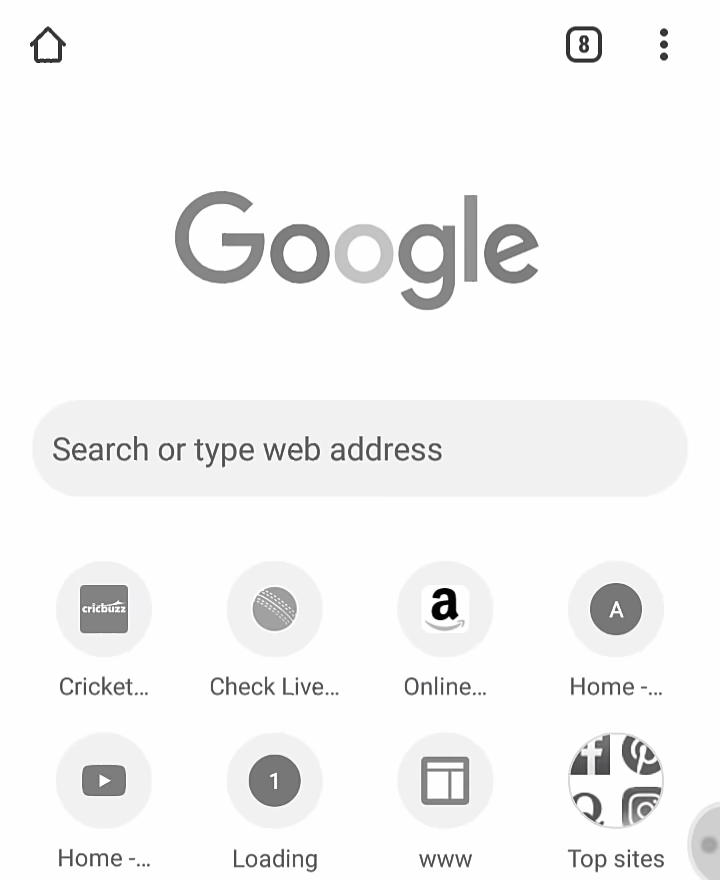 8
Google
Search or type web address
cricbuzz
a
A
Cricket...
Check Live...
Online...
Home -...
1
Home -...
Loading
www
Top sites